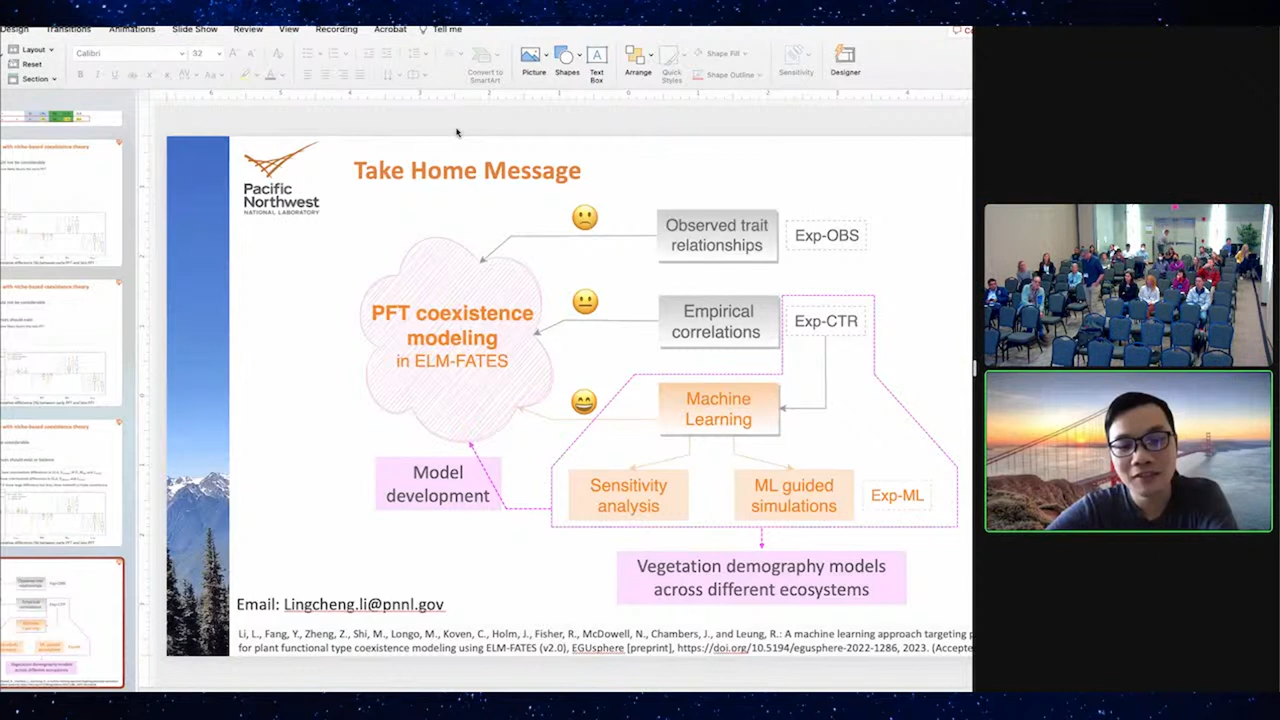 Design Transitions Animations Slide Show Review View Recording Acrobat Tell me
Layout
Reset
Section
Calibri 32
Convert to
SmartArt
Picture
Shapes
Text
Box
Arrange
Quick
Styles
Shape Fill
Shape Outline
Sensitivity
Designer
Pacific
Northwest
NATIONAL LABORATORY
Take Home Message
Observed trait
relationships
Exp-OBS
PFT coexistence
modeling
in ELM-FATES
Empirical
correlations
Exp-CTR
Machine
Learning
Model
development
Sensitivity
analysis
ML guided
simulations
Exp-ML
Vegetation demography models
across different ecosystems
Email: Lingcheng.li@pnnl.gov
Li, L., Fang, Y., Zheng, Z., Shi, M., Longo, M., Koven, C., Holm, J., Fisher, R., McDowell, N., Chambers, J., and Leung, R.: A machine learning approach targeting
for plant functional type coexistence modeling using ELM-FATES (v2.0), EGUsphere [preprint], https://doi.org/10.5194/egusphere-2022-1286, 2023. (Accepte